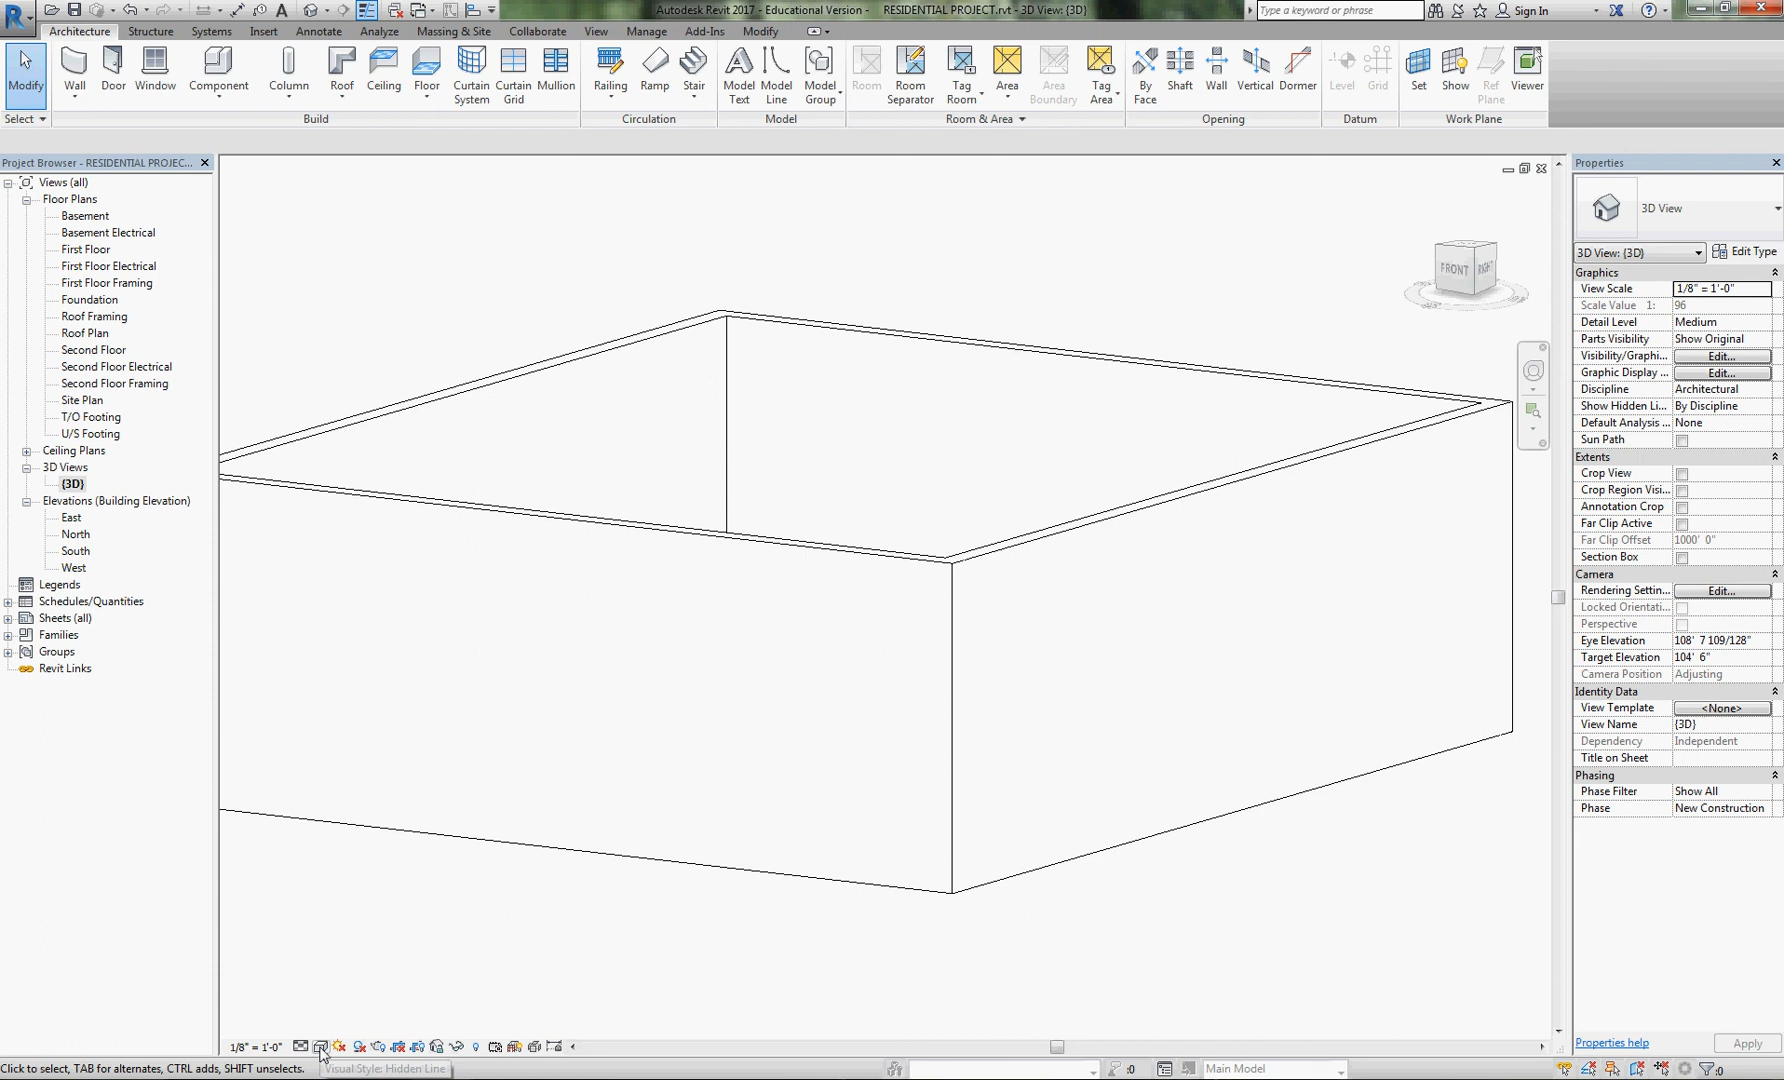 Autodesk Revit 2017 - Educational Version - RESIDENTIAL PROJECT.rvt - 3D View: {3D}
Type a keyword or phrase
Sign In
Architecture Structure Systems Insert Annotate Analyze Massing & Site Collaborate View Manage Add-Ins Modify
Modify Wall Door Window Component Column Roof Ceiling Floor Curtain System Curtain Grid Mullion Railing Ramp Stair Model Text Model Line Model Group Room Room Separator Tag Room Area Area Boundary Tag Area By Face Shaft Wall Vertical Dormer Level Grid Set Show Ref Plane Viewer
Select Build Circulation Model Room & Area Opening Datum Work Plane
Project Browser - RESIDENTIAL PROJEC...
Views (all)
Floor Plans
Basement
Basement Electrical
First Floor
First Floor Electrical
First Floor Framing
Foundation
Roof Framing
Roof Plan
Second Floor
Second Floor Electrical
Second Floor Framing
Site Plan
T/O Footing
U/S Footing
Ceiling Plans
3D Views
{3D}
Elevations (Building Elevation)
East
North
South
West
Legends
Schedules/Quantities
Sheets (all)
Families
Groups
Revit Links
FRONT RIGHT
Properties
3D View
3D View: {3D} Edit Type
Graphics
View Scale 1/8" = 1'-0"
Scale Value 1: 96
Detail Level Medium
Parts Visibility Show Original
Visibility/Graphi... Edit...
Graphic Display ... Edit...
Discipline Architectural
Show Hidden Li... By Discipline
Default Analysis ... None
Sun Path
Extents
Crop View
Crop Region Visi...
Annotation Crop
Far Clip Active
Far Clip Offset 1000' 0"
Section Box
Camera
Rendering Settin... Edit...
Locked Orientati...
Perspective
Eye Elevation 108' 7 109/128"
Target Elevation 104' 6"
Camera Position Adjusting
Identity Data
View Template <None>
View Name {3D}
Dependency Independent
Title on Sheet
Phasing
Phase Filter Show All
Phase New Construction
Properties help Apply
1/8" = 1'-0"
Click to select, TAB for alternates, CTRL adds, SHIFT unselects.
Visual Style: Hidden Line
:0
Main Model
:0